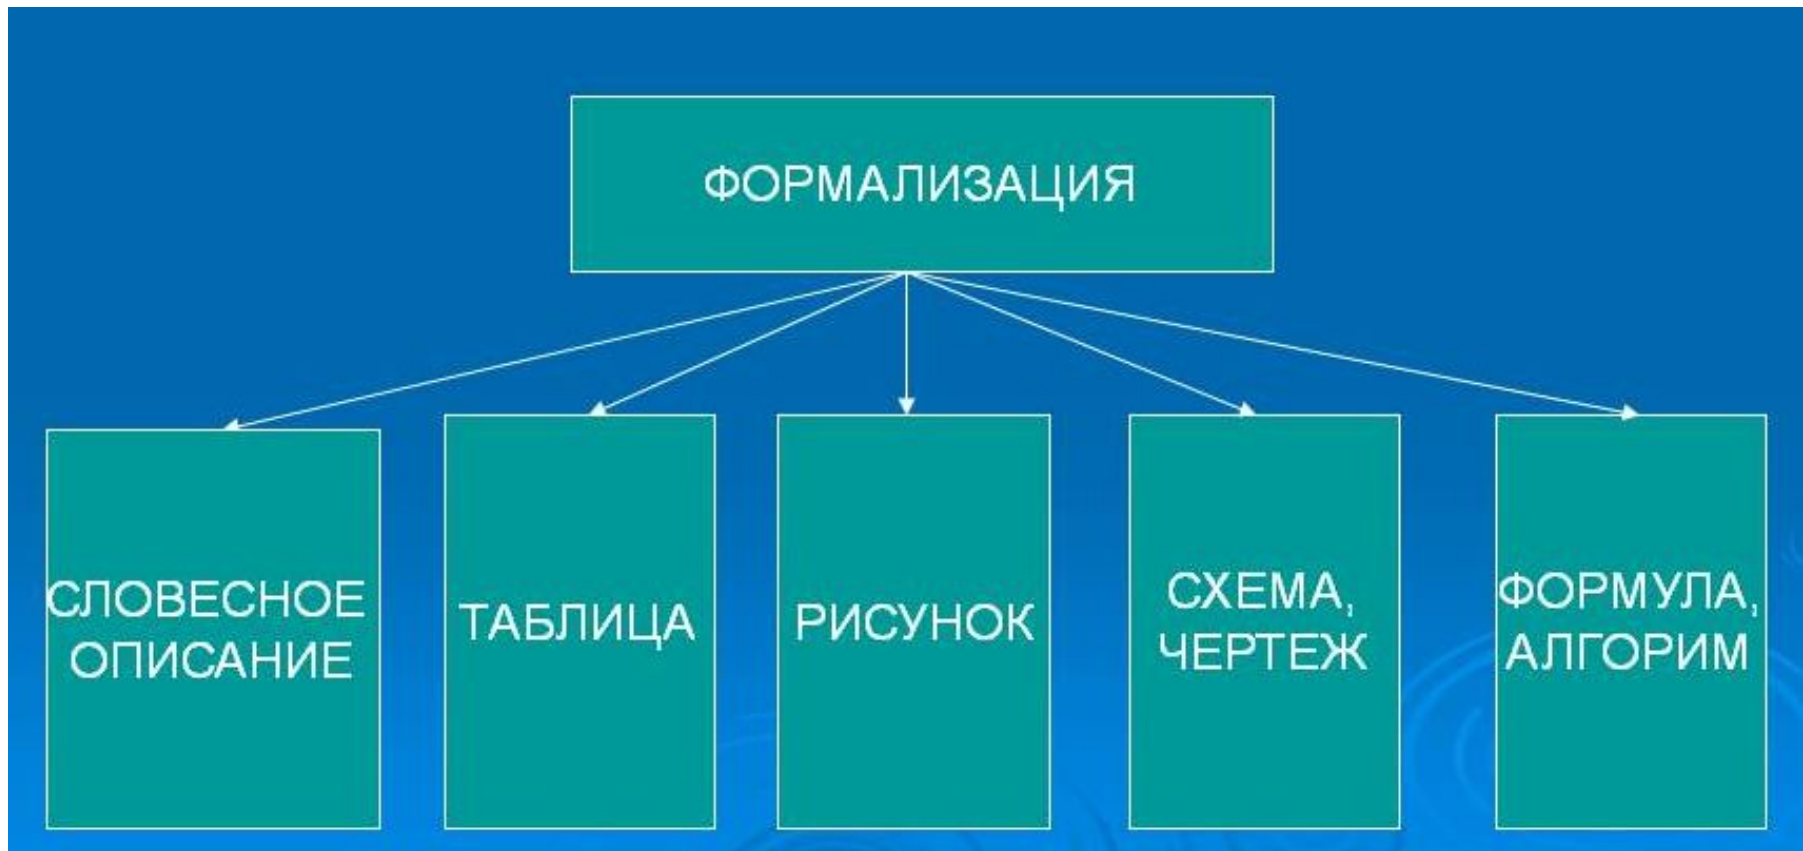 ФОРМАЛИЗАЦИЯ
СЛОВЕСНОЕ
ОПИСАНИЕ
ТАБЛИЦА
РИСУНОК
СХЕМА,
ЧЕРТЕЖ
ФОРМУЛА,
АЛГОРИМ